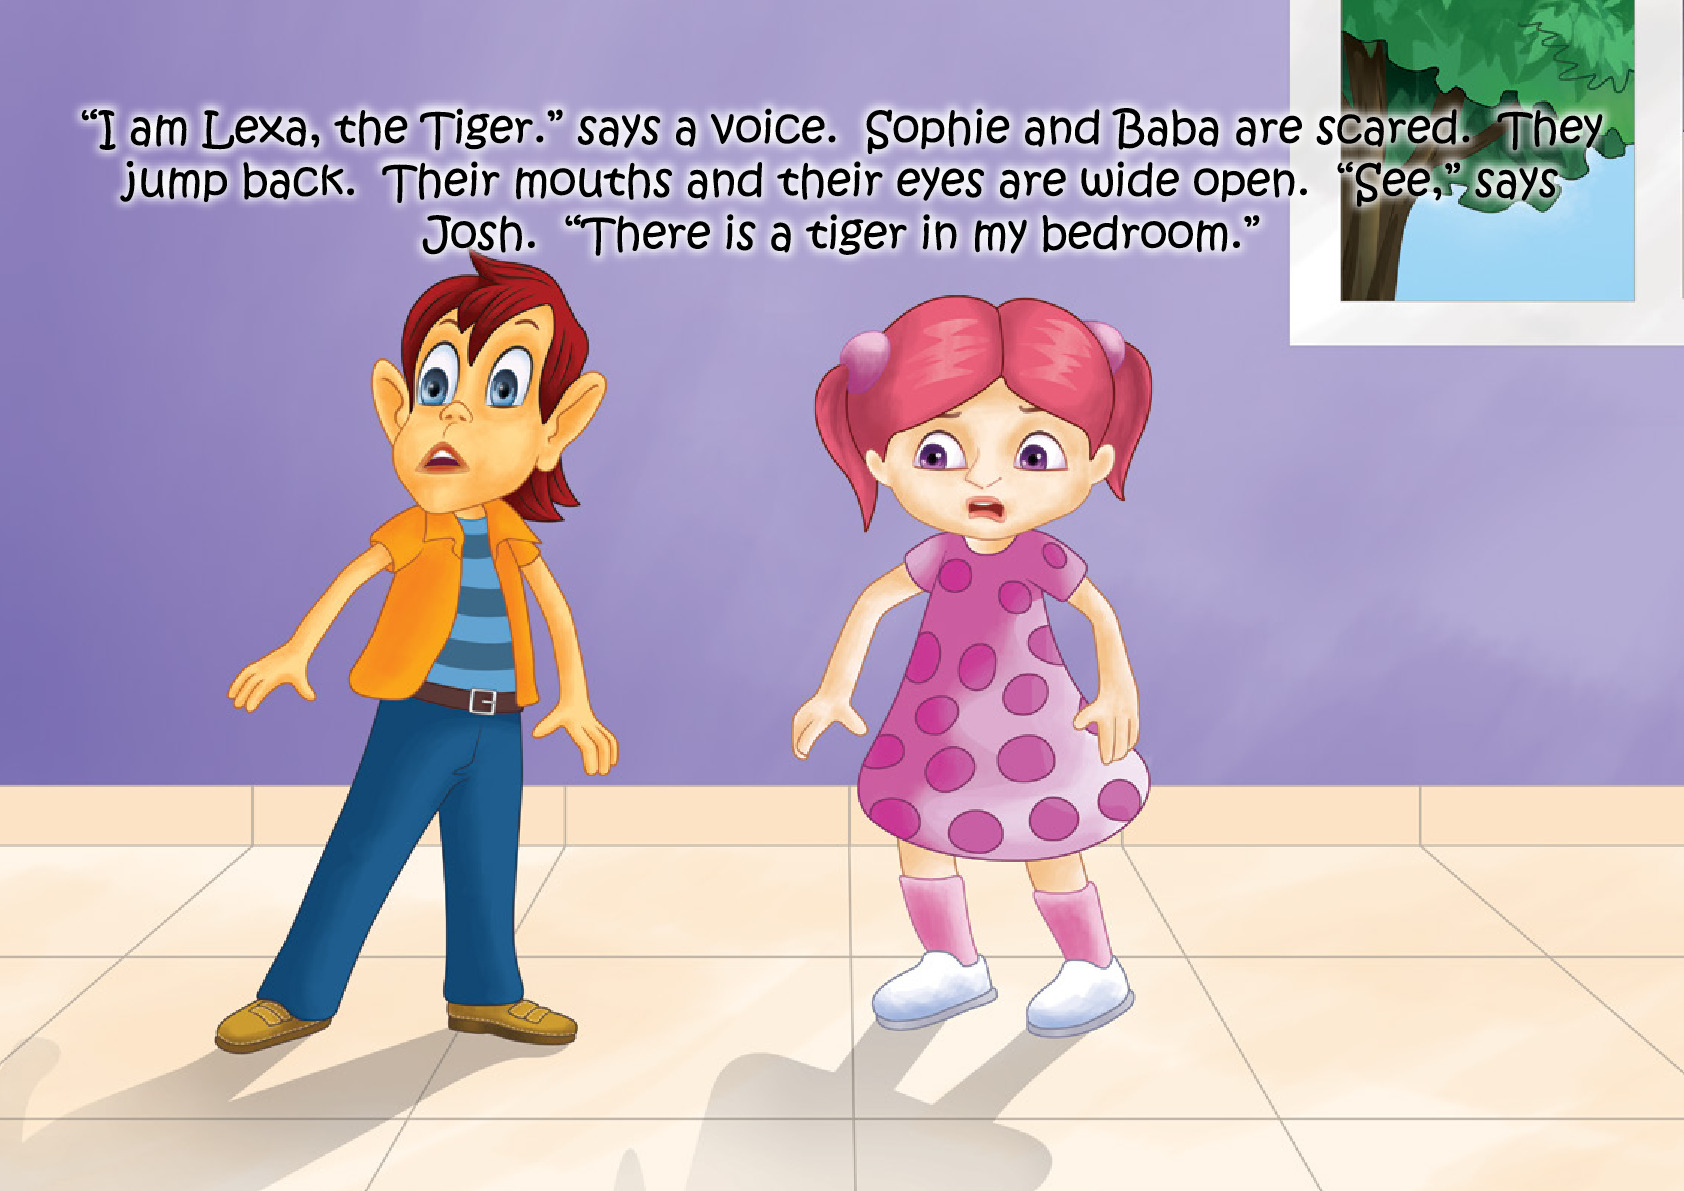 “I am Lexa, the Tiger.” says a voice.  Sophie and Baba are scared.  They
jump back.  Their mouths and their eyes are wide open.  “See,” says
Josh.  “There is a tiger in my bedroom.”